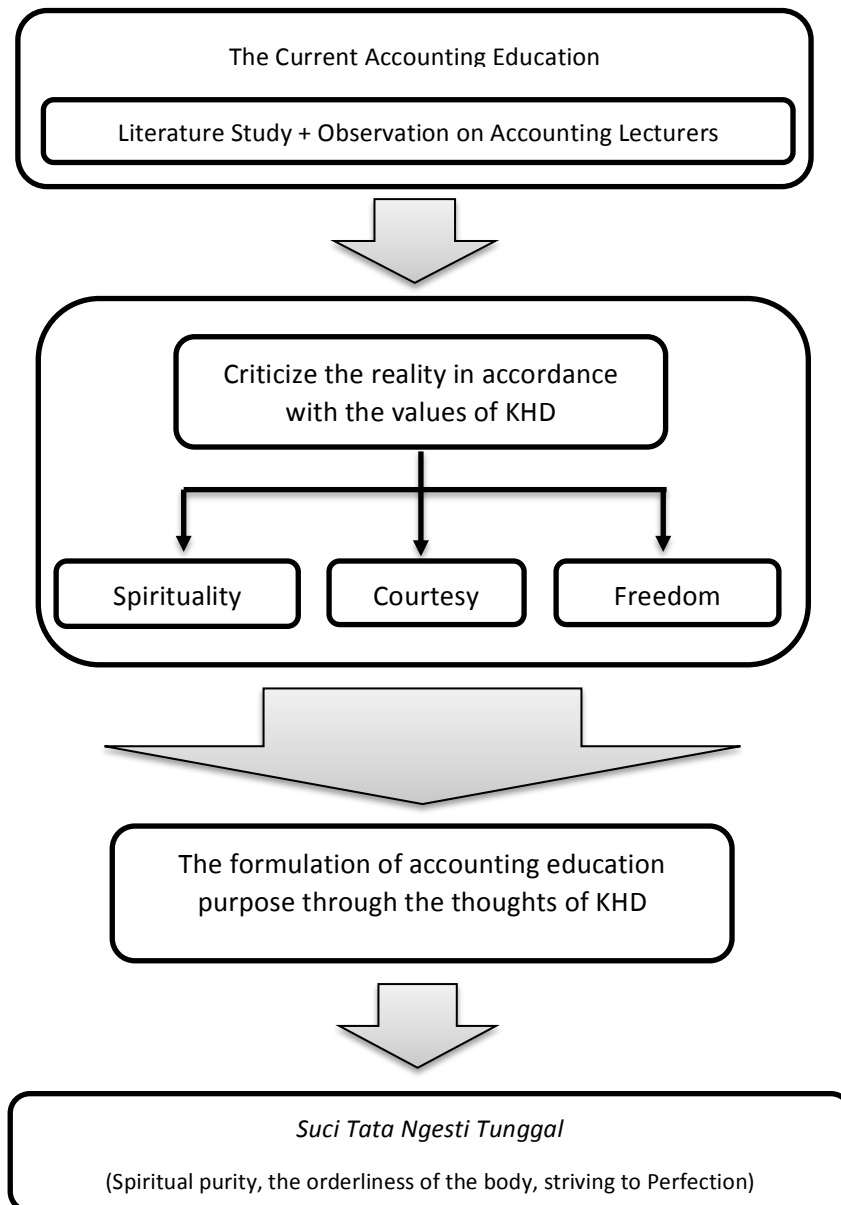 The Current Accounting Education
Literature Study + Observation on Accounting Lecturers
Criticize the reality in accordance
with the values of KHD
Spirituality
Courtesy
Freedom
The formulation of accounting education
purpose through the thoughts of KHD
Suci Tata Ngesti Tunggal
(Spiritual purity, the orderliness of the body, striving to Perfection)